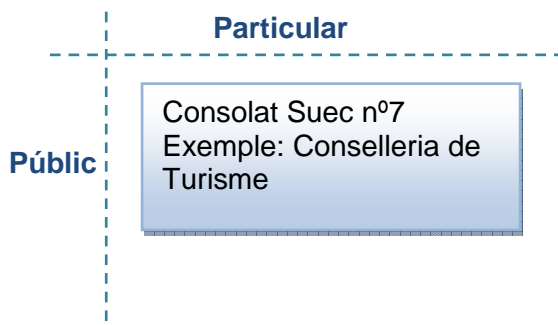 Particular
Públic
Consolat Suec nº7
Exemple: Conselleria de
Turisme